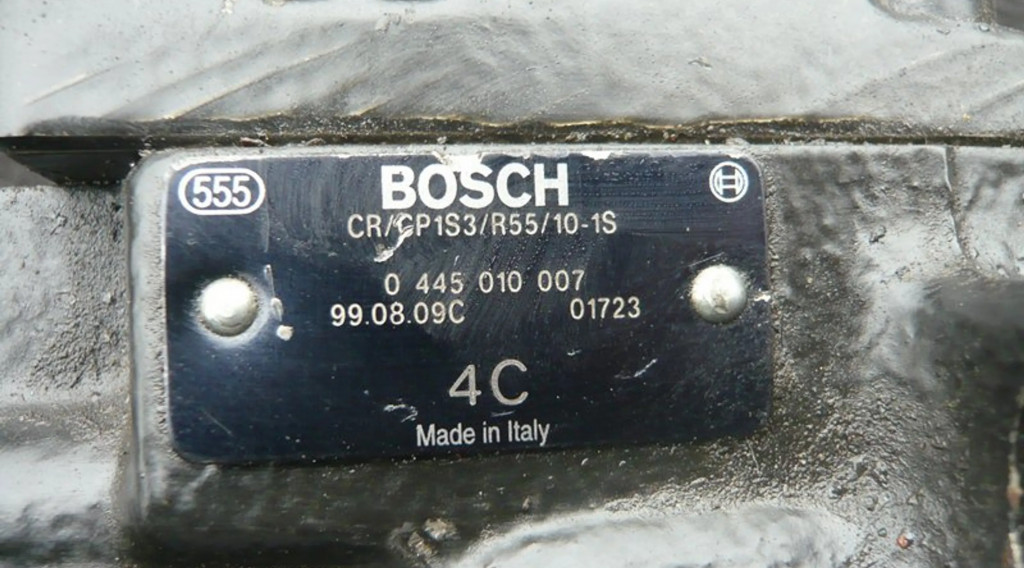 555
BOSCH
CR/CP1S3/R55/10-1S
0 445 010 007
99.08.09C 01723
4C
Made in Italy